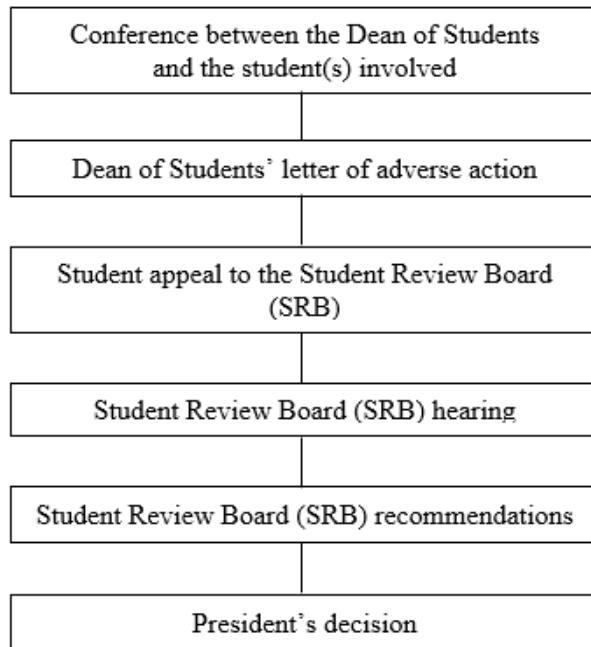 Conference between the Dean of Students
and the student(s) involved
Dean of Students’ letter of adverse action
Student appeal to the Student Review Board
(SRB)
Student Review Board (SRB) hearing
Student Review Board (SRB) recommendations
President’s decision